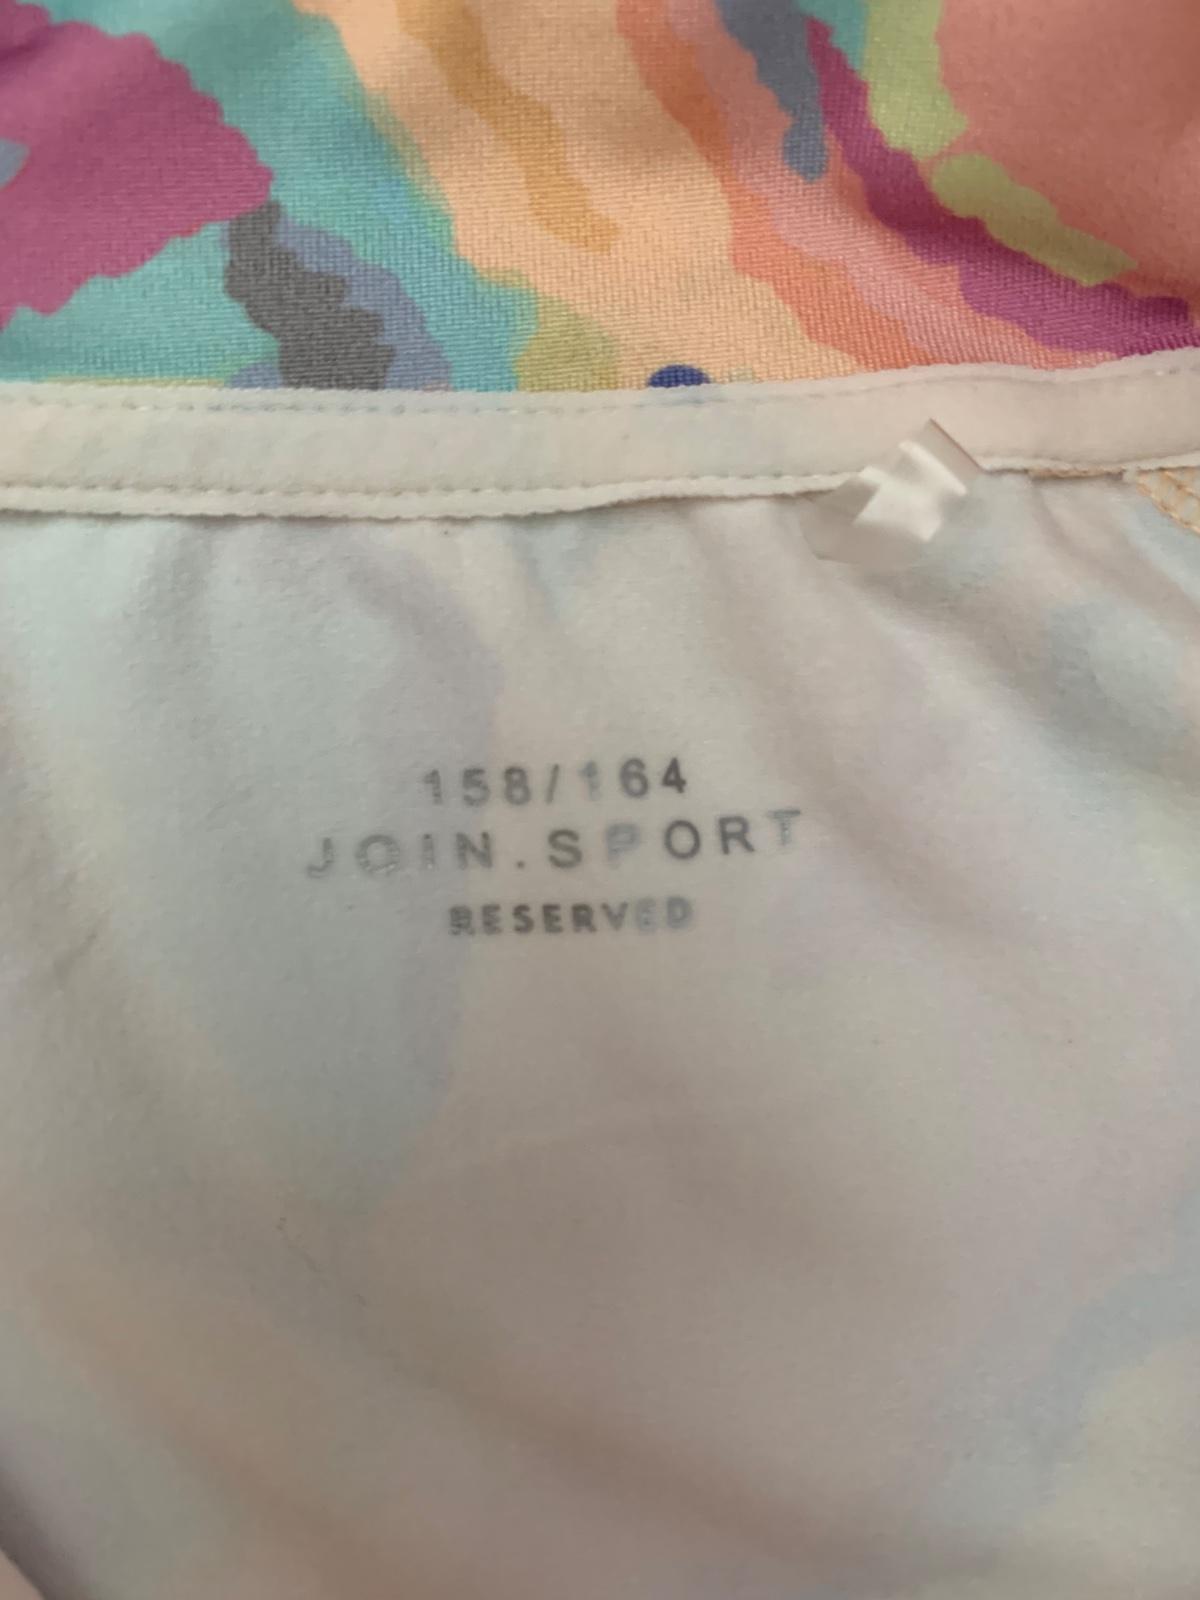 158/164
JOIN.SPORT
RESERVED